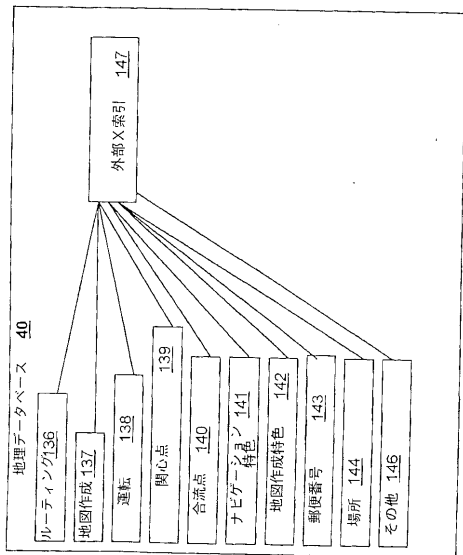 地理データベース 40
ルーティング 136
地図作成 137
運転 138
関心点 139
合流点 140
ナビゲーション特色 141
地図作成特色 142
郵便番号 143
場所 144
その他 146
外部X索引 147